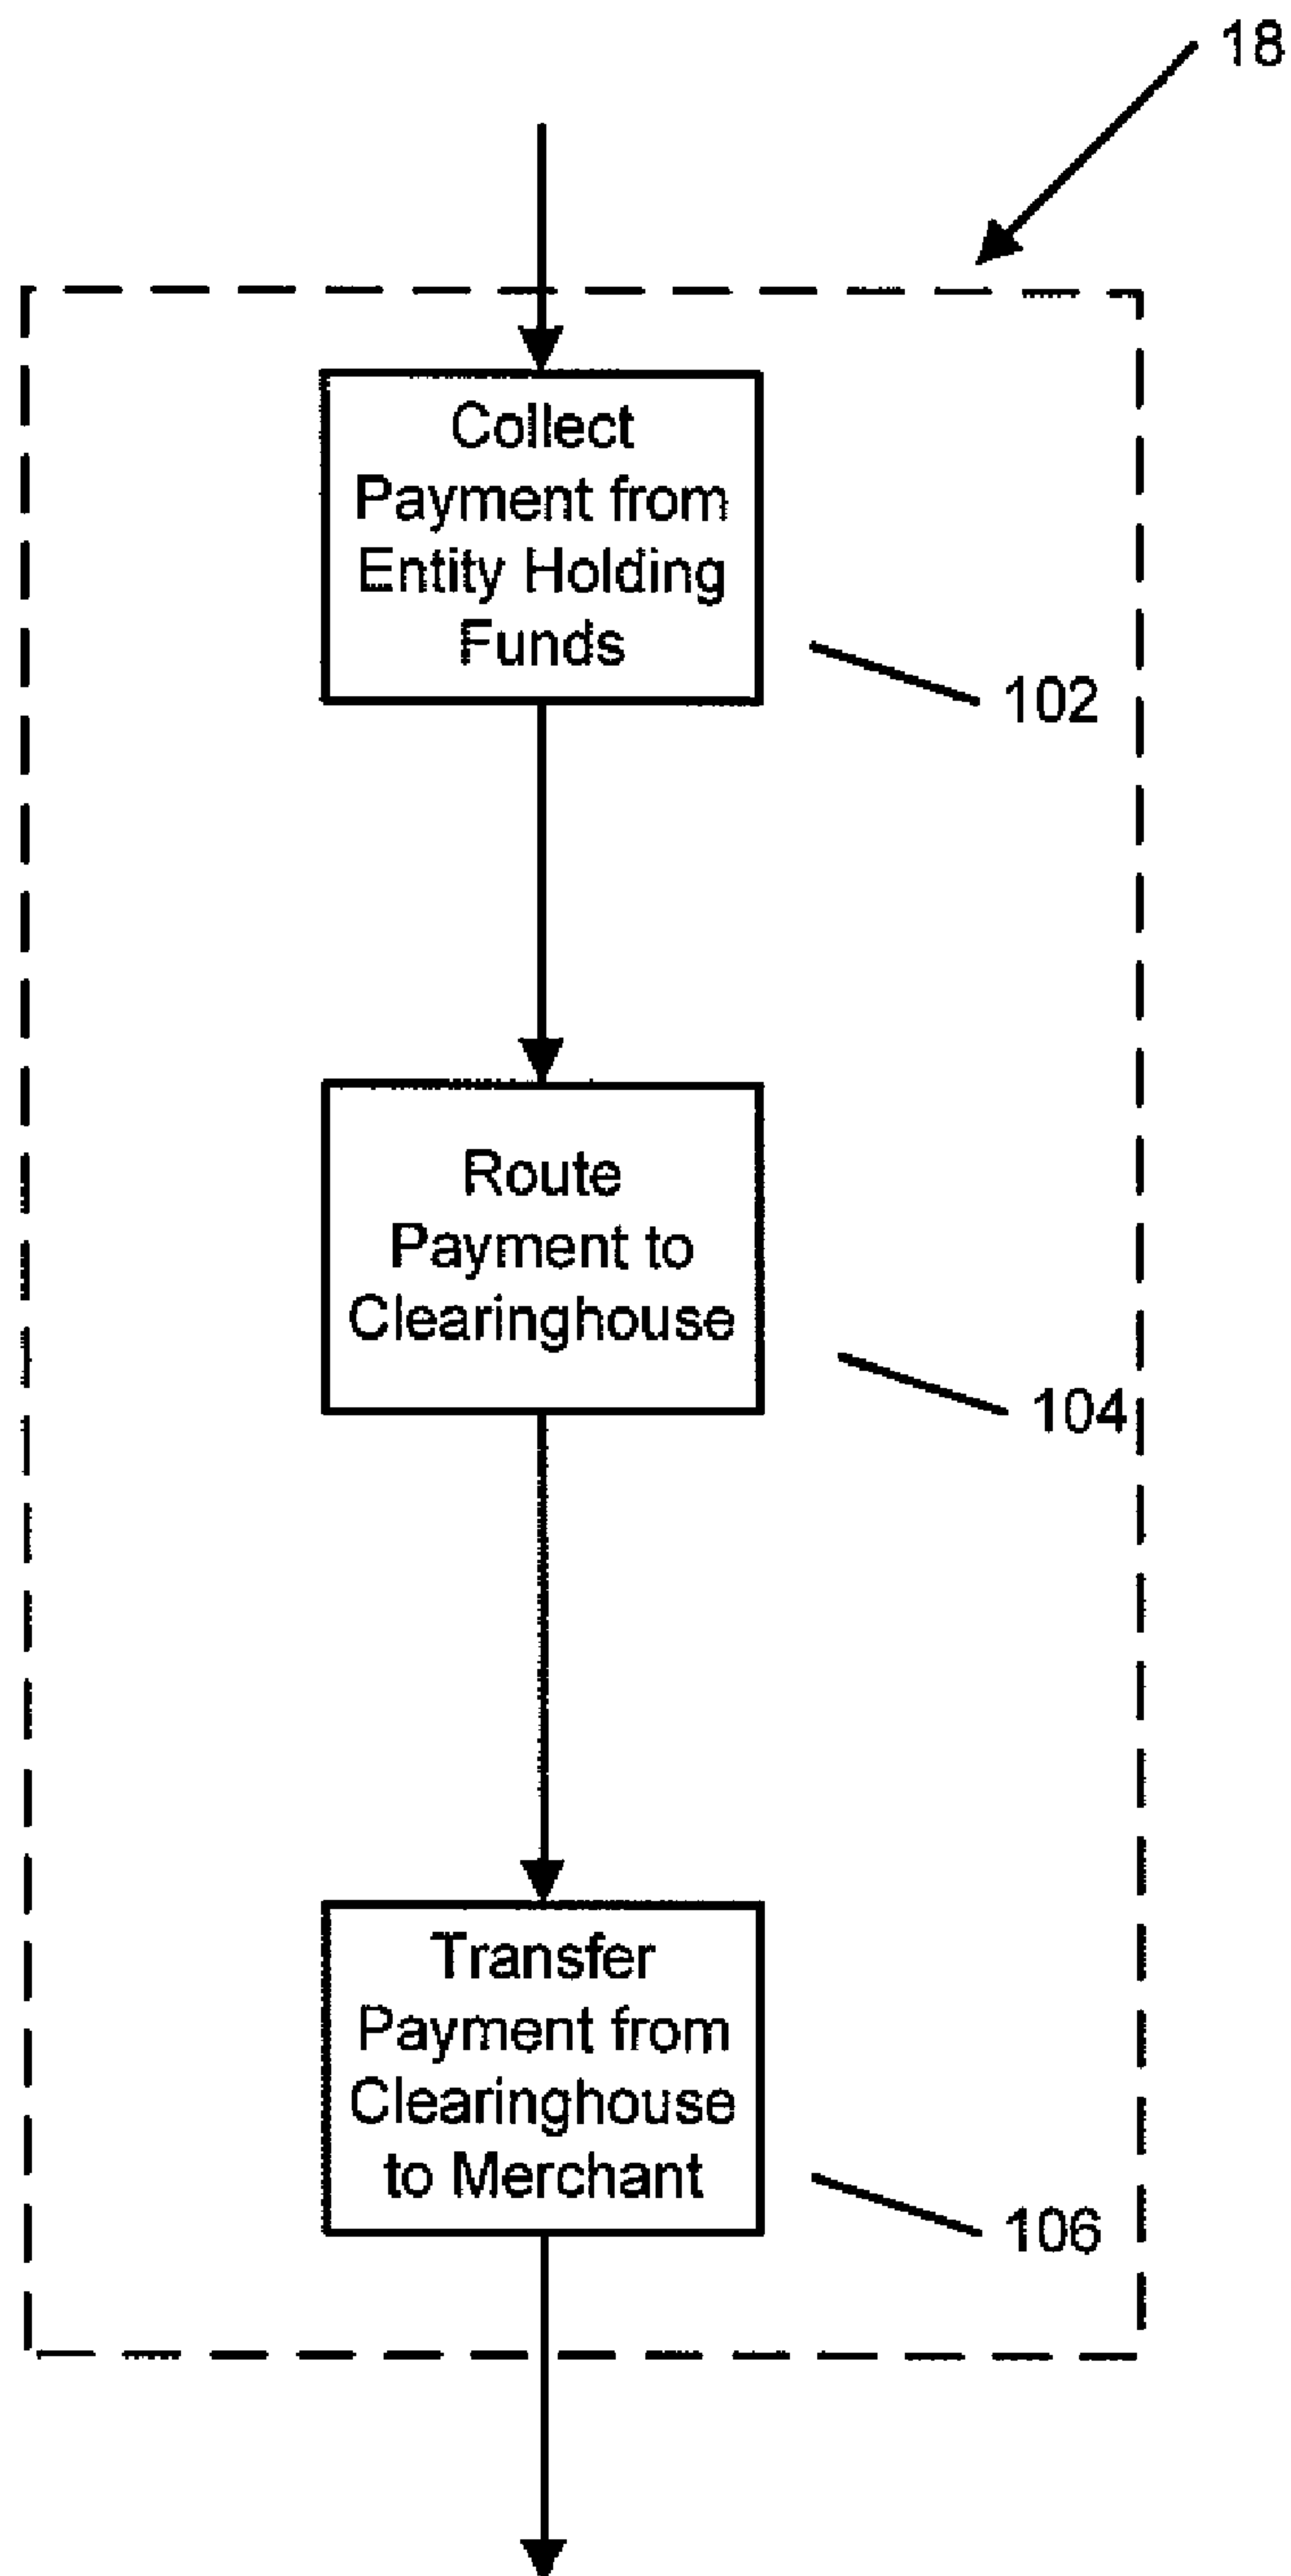 18
Collect
Payment from
Entity Holding
Funds
102
Route
Payment to
Clearinghouse
104
Transfer
Payment from
Clearinghouse
to Merchant
106